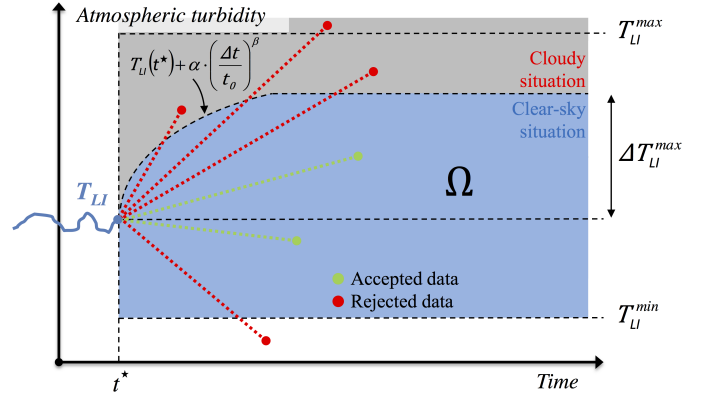 Atmospheric turbidity
T_LI^max
T_LI(t*) + α · (Δt / t_0)^β
Cloudy
situation
Clear-sky
situation
ΔT_LI^max
T_LI
Ω
Accepted data
Rejected data
T_LI^min
t*
Time